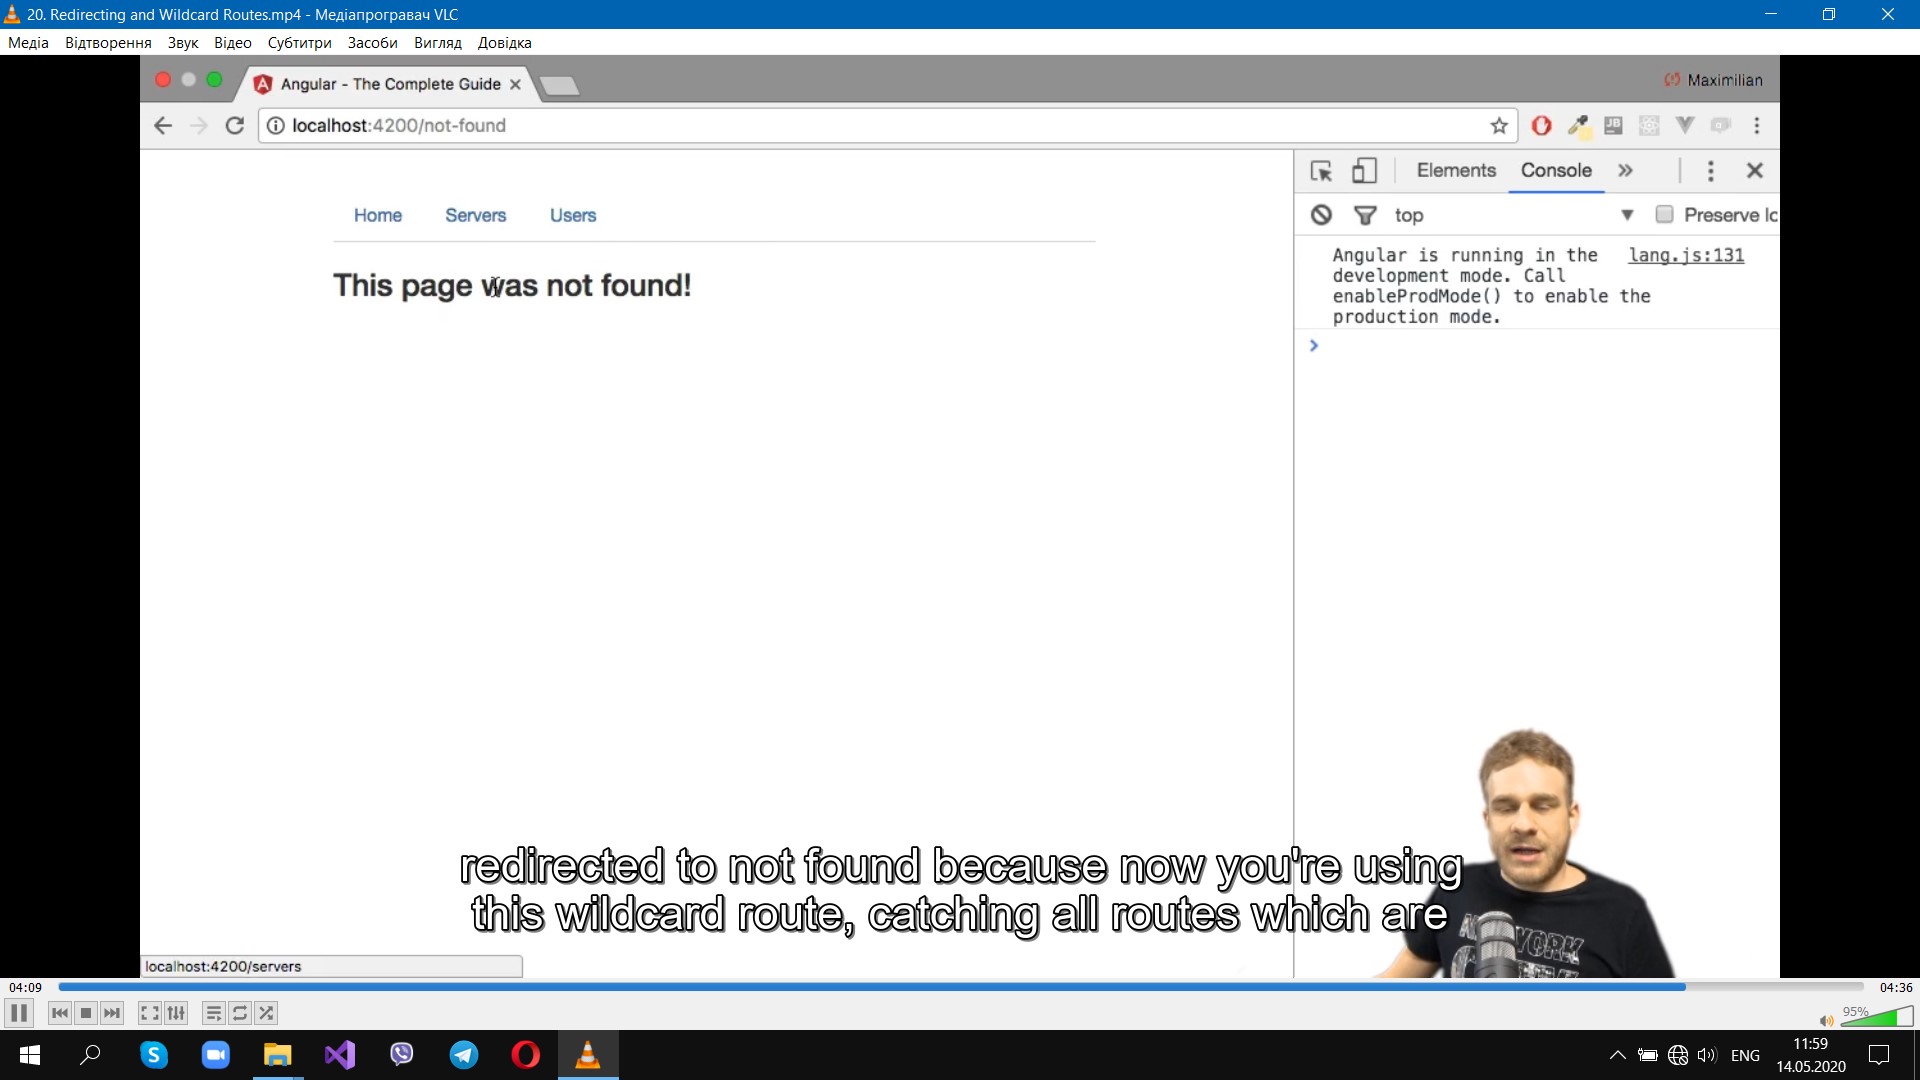 20. Redirecting and Wildcard Routes.mp4 - Медіапрогравач VLC
Медіа Відтворення Звук Відео Субтитри Засоби Вигляд Довідка
Angular - The Complete Guide
Maximilian
localhost:4200/not-found
JB
Home Servers Users
This page was not found!
Elements Console
top
Preserve lo
Angular is running in the lang.js:131
development mode. Call
enableProdMode() to enable the
production mode.
redirected to not found because now you're using
this wildcard route, catching all routes which are
localhost:4200/servers
04:09
04:36
95%
ENG
11:59
14.05.2020